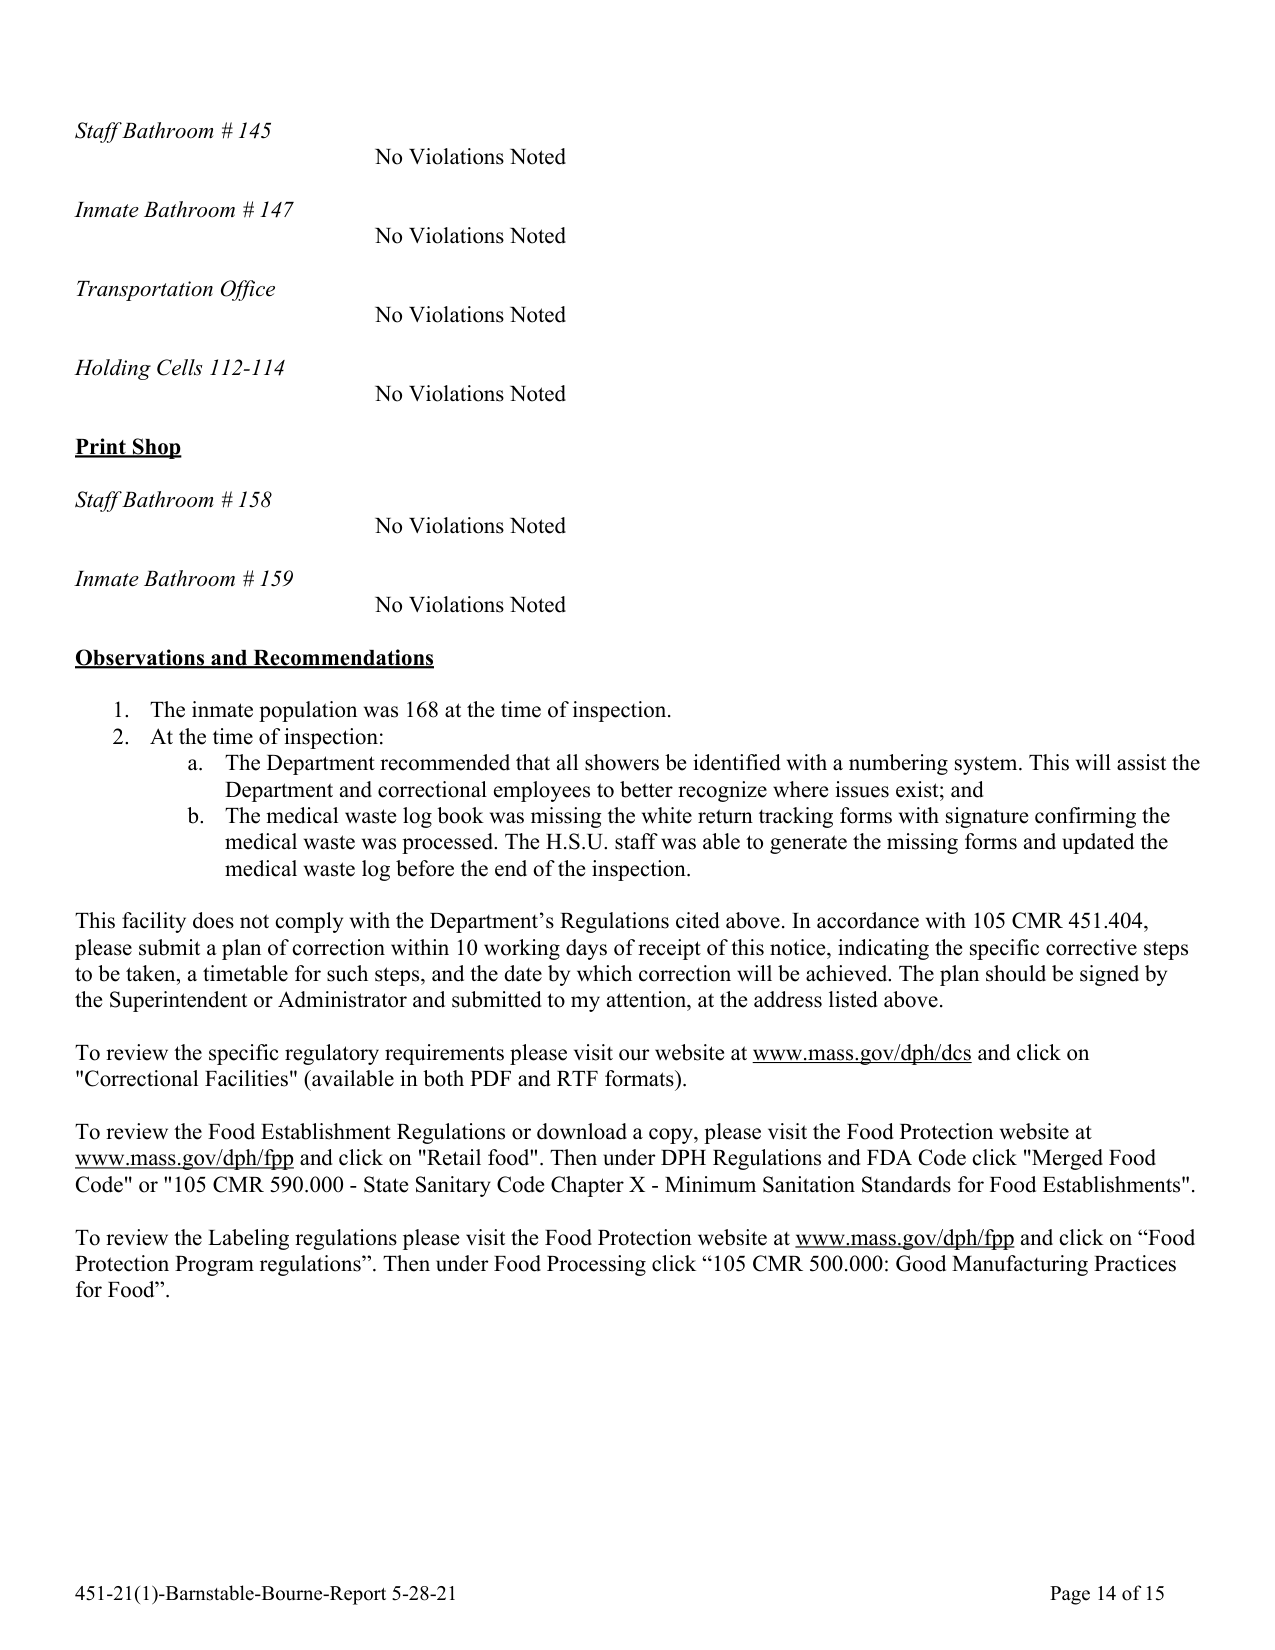 Staff Bathroom # 145
No Violations Noted
Inmate Bathroom # 147
No Violations Noted
Transportation Office
No Violations Noted
Holding Cells 112-114
No Violations Noted
Print Shop
Staff Bathroom # 158
No Violations Noted
Inmate Bathroom # 159
No Violations Noted
Observations and Recommendations
1. The inmate population was 168 at the time of inspection.
2. At the time of inspection:
a. The Department recommended that all showers be identified with a numbering system. This will assist the
Department and correctional employees to better recognize where issues exist; and
b. The medical waste log book was missing the white return tracking forms with signature confirming the
medical waste was processed. The H.S.U. staff was able to generate the missing forms and updated the
medical waste log before the end of the inspection.
This facility does not comply with the Department’s Regulations cited above. In accordance with 105 CMR 451.404,
please submit a plan of correction within 10 working days of receipt of this notice, indicating the specific corrective steps
to be taken, a timetable for such steps, and the date by which correction will be achieved. The plan should be signed by
the Superintendent or Administrator and submitted to my attention, at the address listed above.
To review the specific regulatory requirements please visit our website at www.mass.gov/dph/dcs and click on
"Correctional Facilities" (available in both PDF and RTF formats).
To review the Food Establishment Regulations or download a copy, please visit the Food Protection website at
www.mass.gov/dph/fpp and click on "Retail food". Then under DPH Regulations and FDA Code click "Merged Food
Code" or "105 CMR 590.000 - State Sanitary Code Chapter X - Minimum Sanitation Standards for Food Establishments".
To review the Labeling regulations please visit the Food Protection website at www.mass.gov/dph/fpp and click on “Food
Protection Program regulations”. Then under Food Processing click “105 CMR 500.000: Good Manufacturing Practices
for Food”.
451-21(1)-Barnstable-Bourne-Report 5-28-21
Page 14 of 15